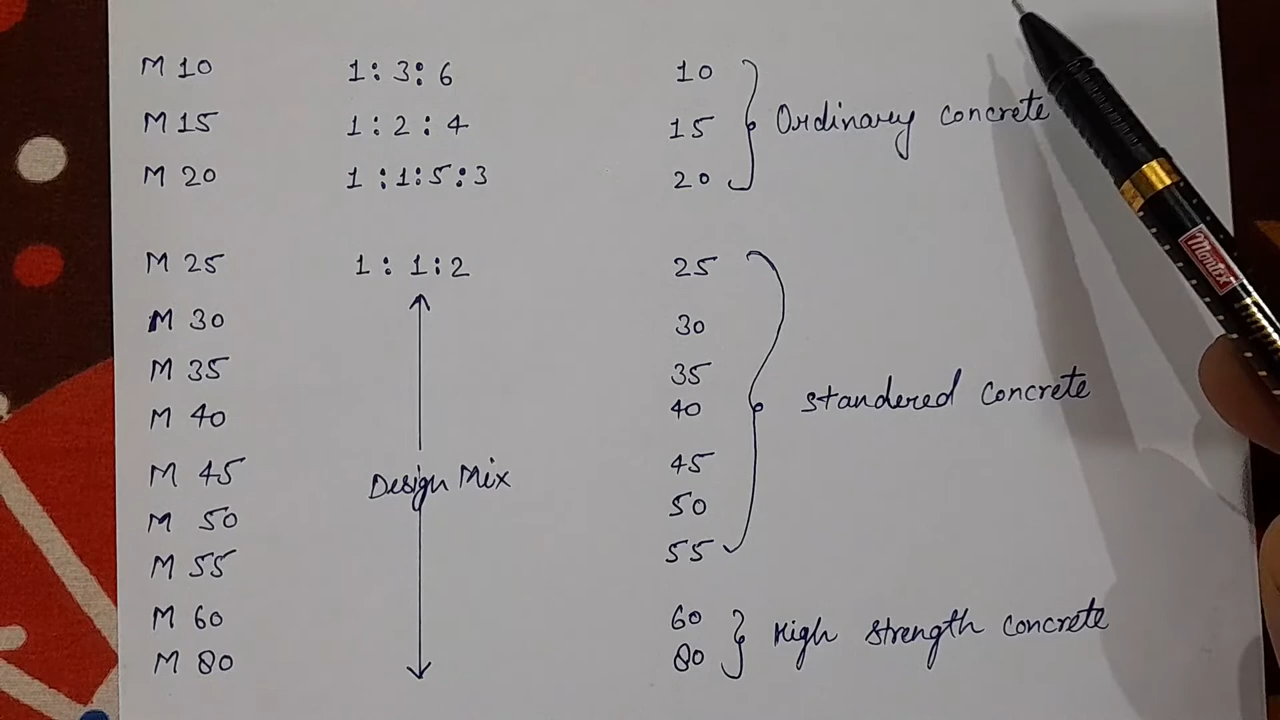 M 10 1:3:6 10
M 15 1:2:4 15 Ordinary concrete
M 20 1:1:5:3 20
M 25 1:1:2 25
M 30 30
M 35 35
M 40 40 Standered concrete
M 45 45
Design Mix
M 50 50
M 55 55
M 60 60 High strength concrete
M 80 80
Montex